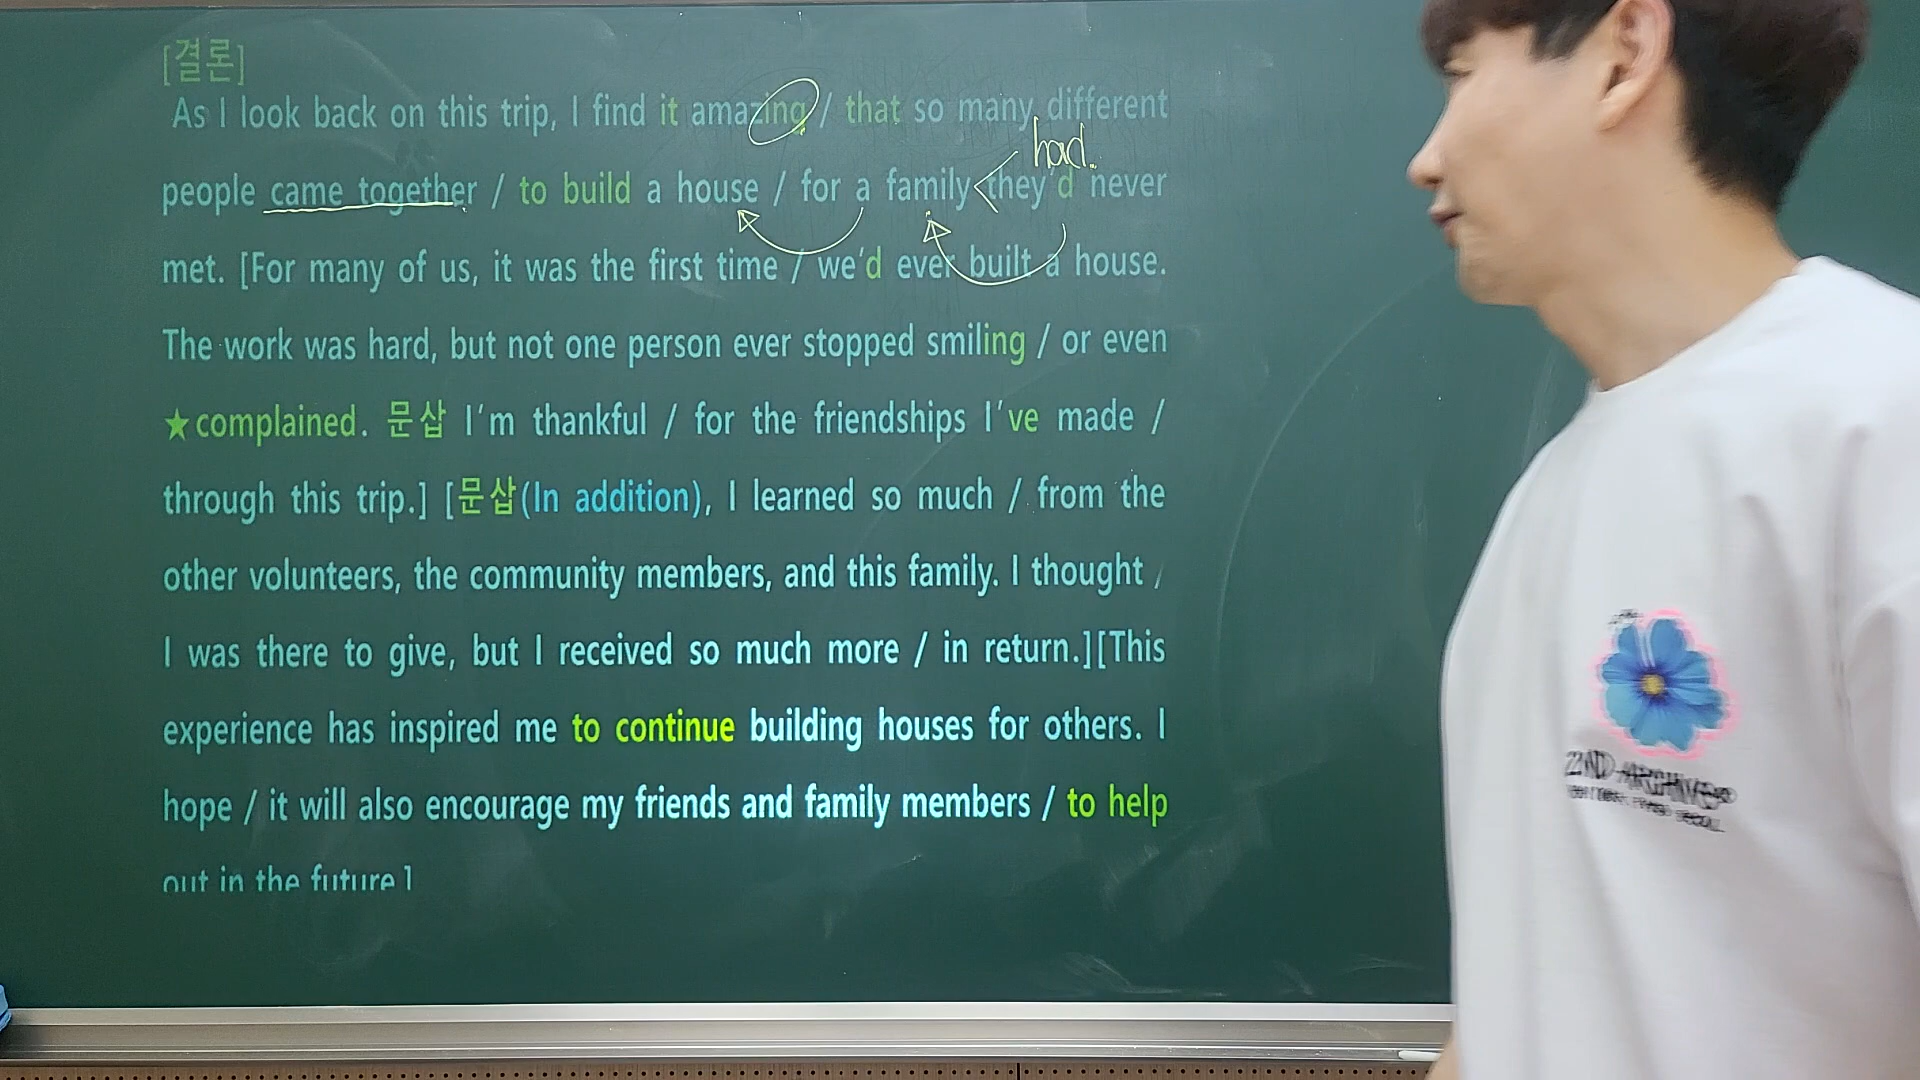 [결론]
As I look back on this trip, I find it amazing / that so many different
had.
people came together / to build a house / for a family < they'd never
met. [For many of us, it was the first time / we'd ever built a house.
The work was hard, but not one person ever stopped smiling / or even
★complained. 문삽 I'm thankful / for the friendships I've made /
through this trip.] [문삽(In addition), I learned so much / from the
other volunteers, the community members, and this family. I thought /
I was there to give, but I received so much more / in return.][This
experience has inspired me to continue building houses for others. I
hope / it will also encourage my friends and family members / to help
out in the future]